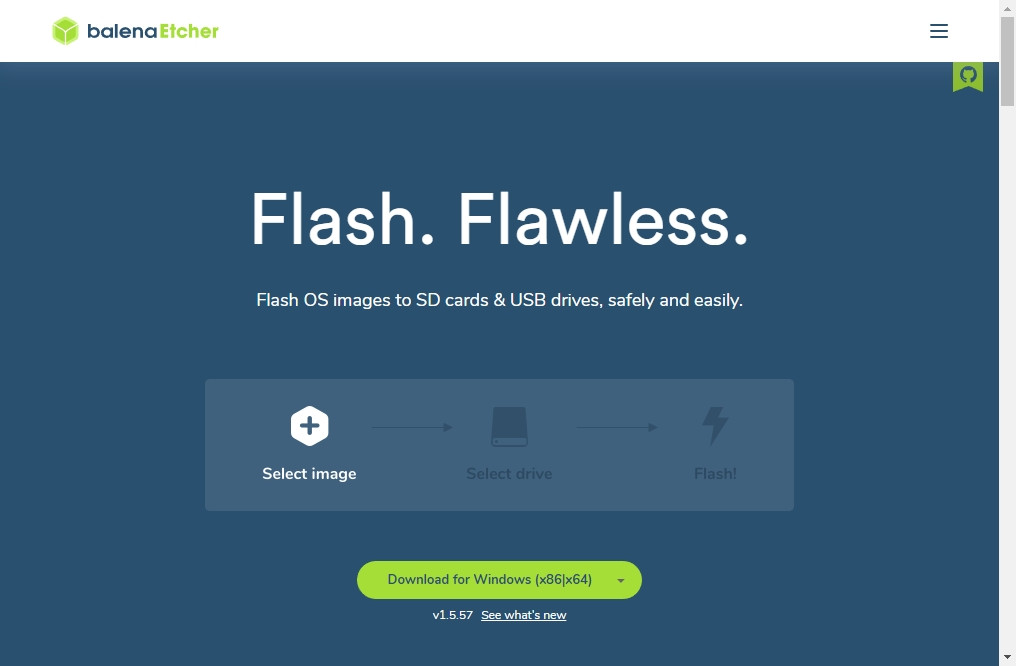 balenaEtcher
Flash. Flawless.
Flash OS images to SD cards & USB drives, safely and easily.
Select image
Select drive
Flash!
Download for Windows (x86|x64)
v1.5.57 See what's new